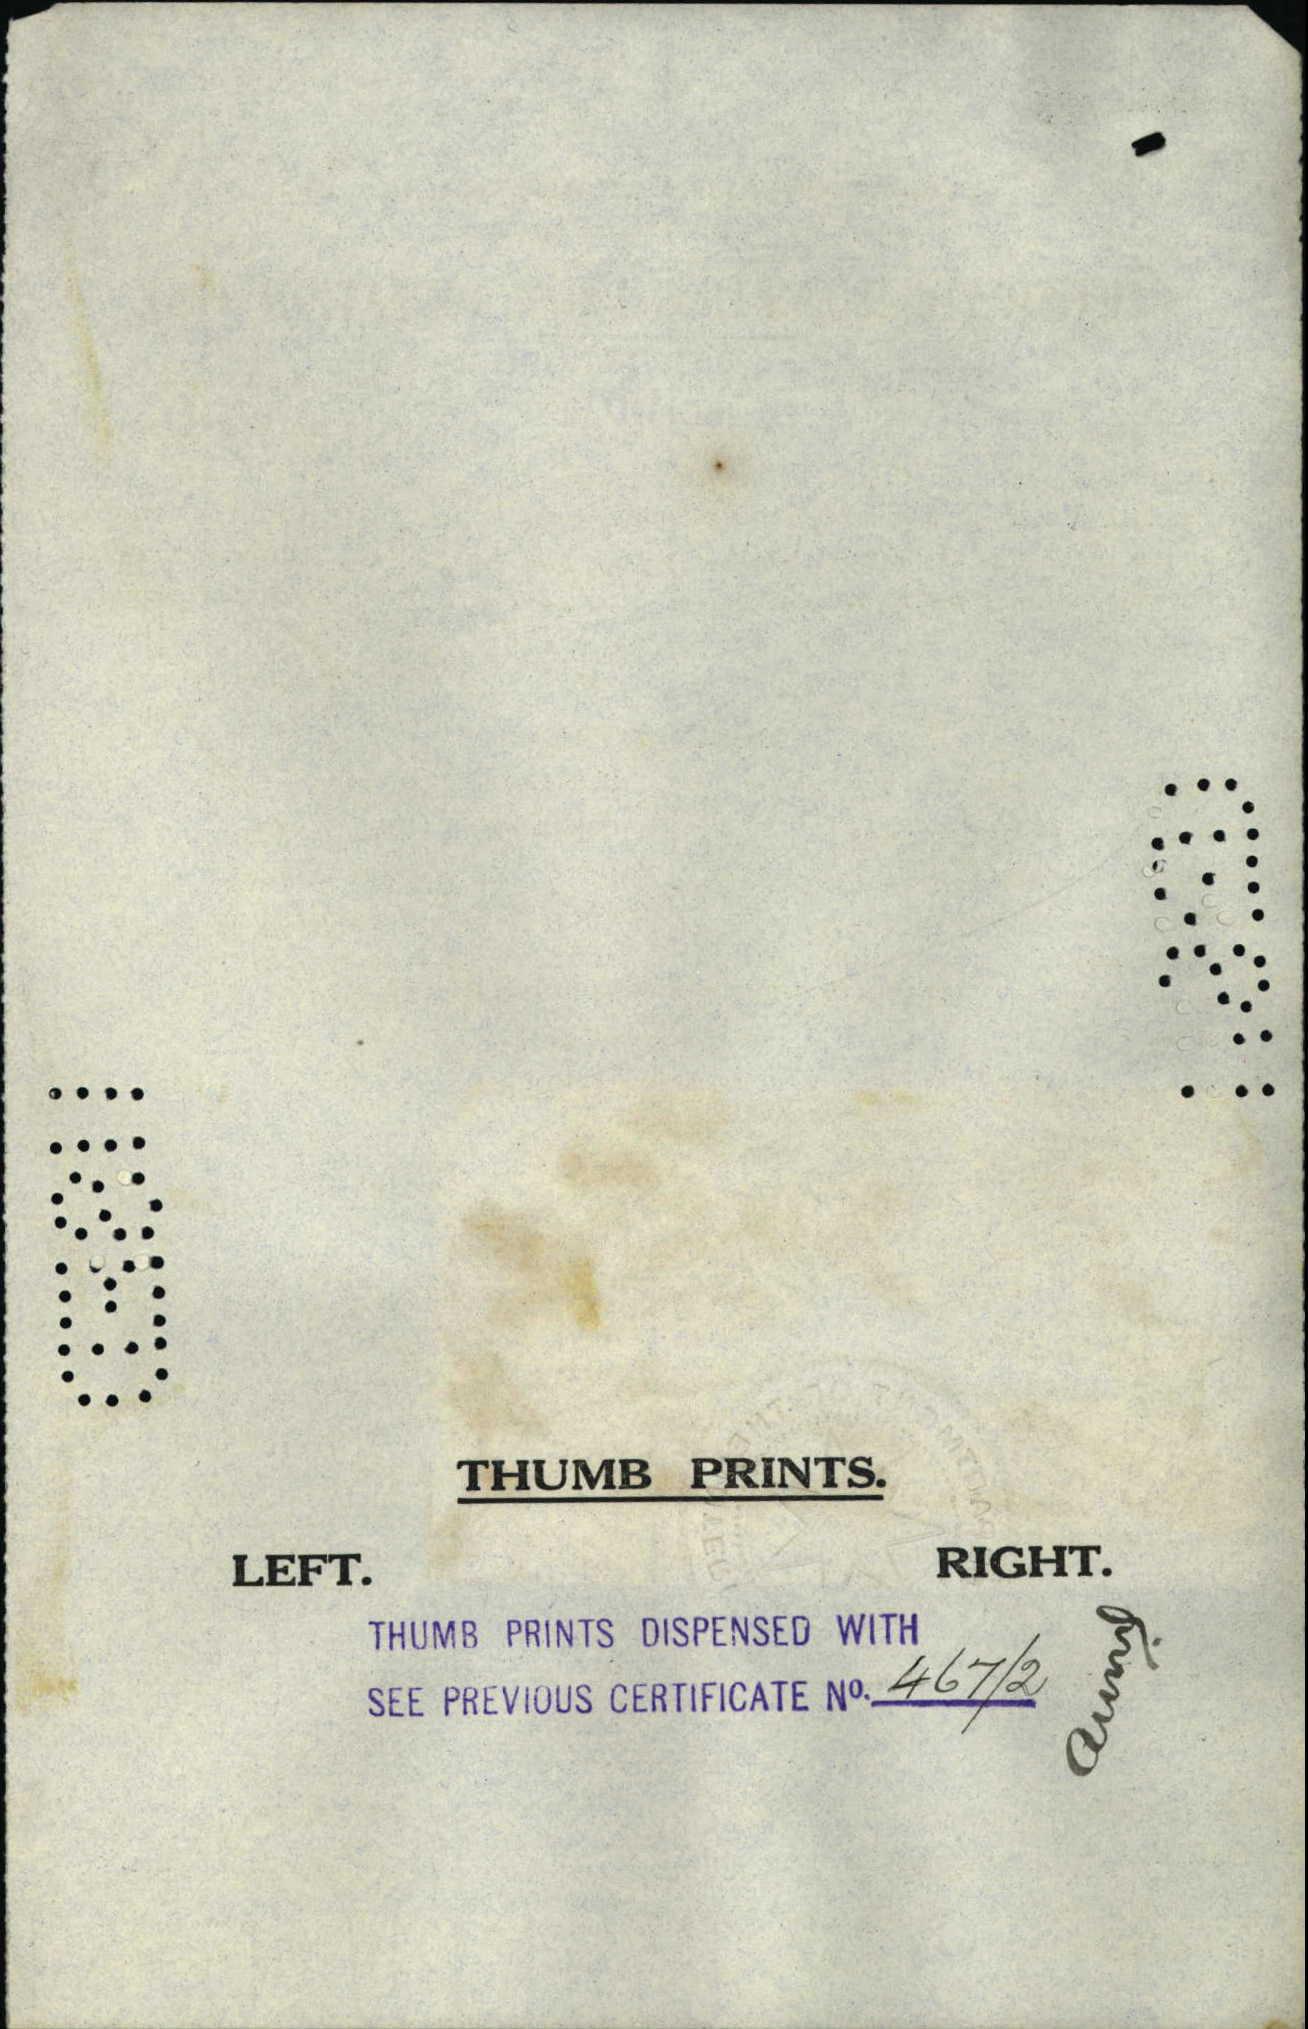 THUMB PRINTS.
LEFT.
RIGHT.
THUMB PRINTS DISPENSED WITH
SEE PREVIOUS CERTIFICATE No. 467/2